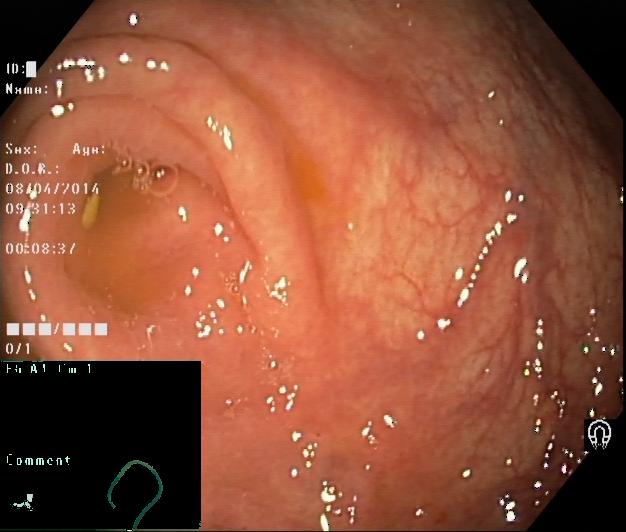 ID:
Name:
Sex: Age:
D.O.B.:
08/04/2014
09:31:13
00:08:37
/
0/1
Comment